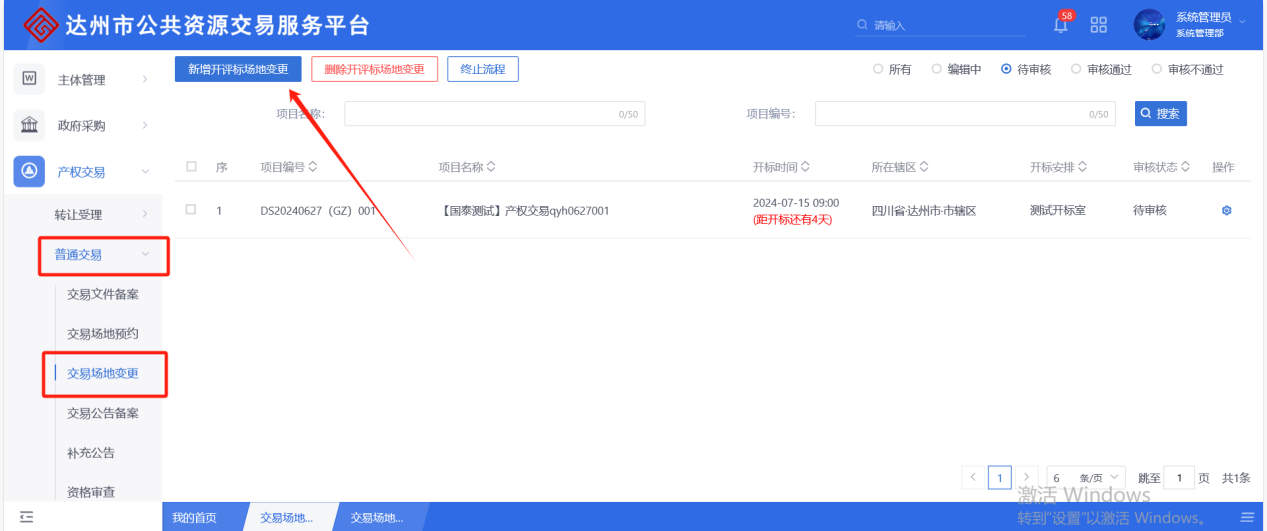 达州市公共资源交易服务平台
请输入
58
系统管理员
系统管理部
W
主体管理
政府采购
产权交易
转让受理
普通交易
交易文件备案
交易场地预约
交易场地变更
交易公告备案
补充公告
资格审查
新增开评标场地变更 删除开评标场地变更 终止流程
所有 编辑中 待审核 审核通过 审核不通过
项目名称: 0/50 项目编号: 0/50 搜索
序 项目编号 项目名称 开标时间 所在辖区 开标安排 审核状态 操作
1 DS20240627（GZ）001 【国泰测试】产权交易qyh0627001 2024-07-15 09:00 四川省·达州市·市辖区 测试开标室 待审核
(距开标还有4天)
1 6 条/页 跳至 1 页 共1条
激活 Windows
转到"设置"以激活 Windows。
我的首页 交易场地... 交易场地...